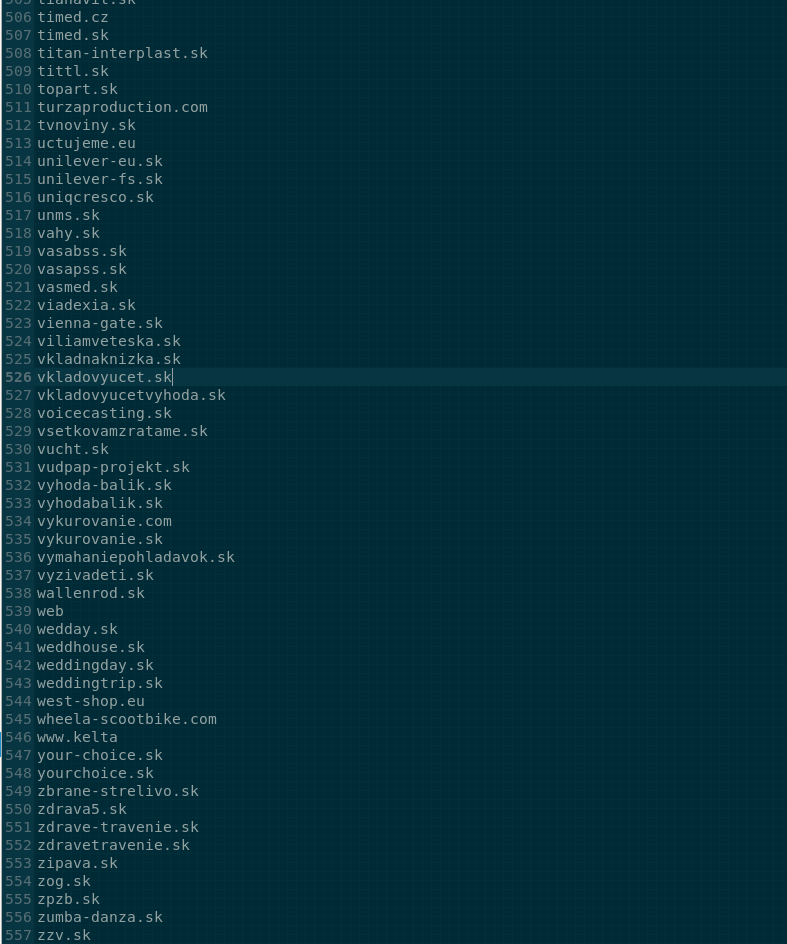 505 tianavit.sk
506 timed.cz
507 timed.sk
508 titan-interplast.sk
509 tittl.sk
510 topart.sk
511 turzaproduction.com
512 tvnoviny.sk
513 uctujeme.eu
514 unilever-eu.sk
515 unilever-fs.sk
516 uniqcresco.sk
517 unms.sk
518 vahy.sk
519 vasabss.sk
520 vasapss.sk
521 vasmed.sk
522 viadexia.sk
523 vienna-gate.sk
524 viliamveteska.sk
525 vkladnaknizka.sk
526 vkladovyucet.sk
527 vkladovyucetvyhoda.sk
528 voicecasting.sk
529 vsetkovamzratame.sk
530 vucht.sk
531 vudpap-projekt.sk
532 vyhoda-balik.sk
533 vyhodabalik.sk
534 vykurovanie.com
535 vykurovanie.sk
536 vymahaniepohladavok.sk
537 vyzivadeti.sk
538 wallenrod.sk
539 web
540 wedday.sk
541 weddhouse.sk
542 weddingday.sk
543 weddingtrip.sk
544 west-shop.eu
545 wheela-scootbike.com
546 www.kelta
547 your-choice.sk
548 yourchoice.sk
549 zbrane-strelivo.sk
550 zdrava5.sk
551 zdrave-travenie.sk
552 zdravetravenie.sk
553 zipava.sk
554 zog.sk
555 zpzb.sk
556 zumba-danza.sk
557 zzv.sk